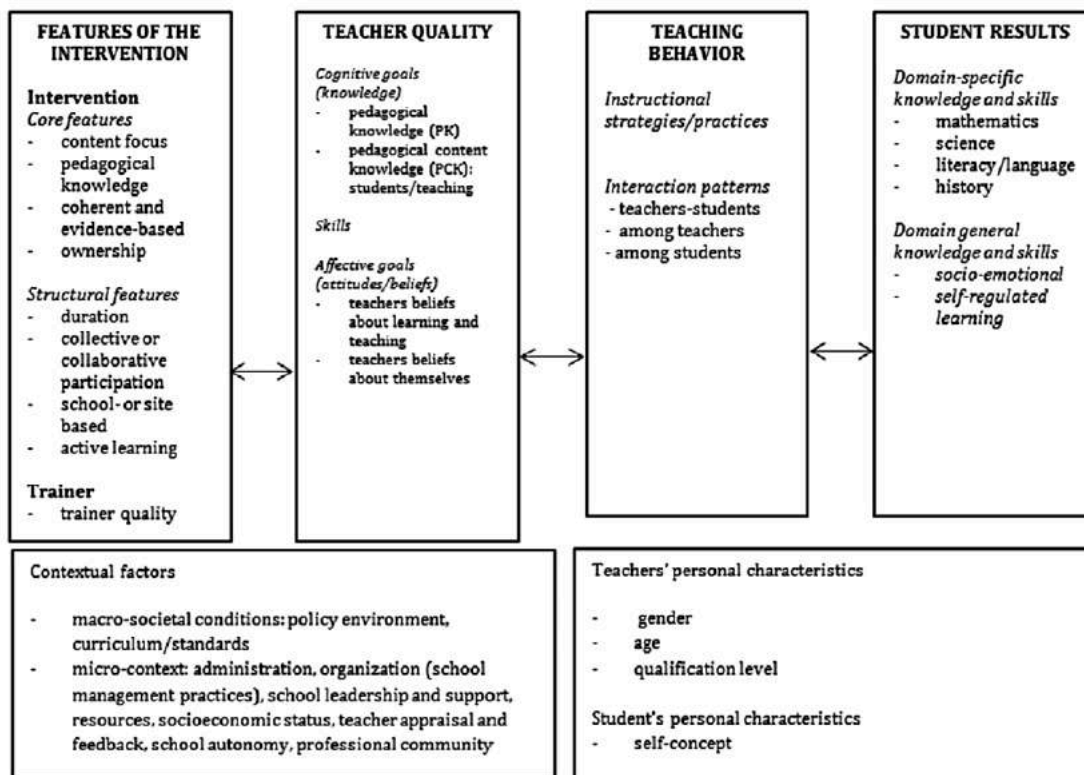 FEATURES OF THE
INTERVENTION
Intervention
Core features
- content focus
- pedagogical
knowledge
- coherent and
evidence-based
- ownership
Structural features
- duration
- collective or
collaborative
participation
- school- or site
based
- active learning
Trainer
- trainer quality
TEACHER QUALITY
Cognitive goals
(knowledge)
- pedagogical
knowledge (PK)
- pedagogical content
knowledge (PCK):
students/teaching
Skills
Affective goals
(attitudes/beliefs)
- teachers beliefs
about learning and
teaching
- teachers beliefs
about themselves
TEACHING
BEHAVIOR
Instructional
strategies/practices
Interaction patterns
- teachers-students
- among teachers
- among students
STUDENT RESULTS
Domain-specific
knowledge and skills
- mathematics
- science
- literacy/language
- history
Domain general
knowledge and skills
- socio-emotional
- self-regulated
learning
Contextual factors
- macro-societal conditions: policy environment,
curriculum/standards
- micro-context: administration, organization (school
management practices), school leadership and support,
resources, socioeconomic status, teacher appraisal and
feedback, school autonomy, professional community
Teachers' personal characteristics
- gender
- age
- qualification level
Student's personal characteristics
- self-concept